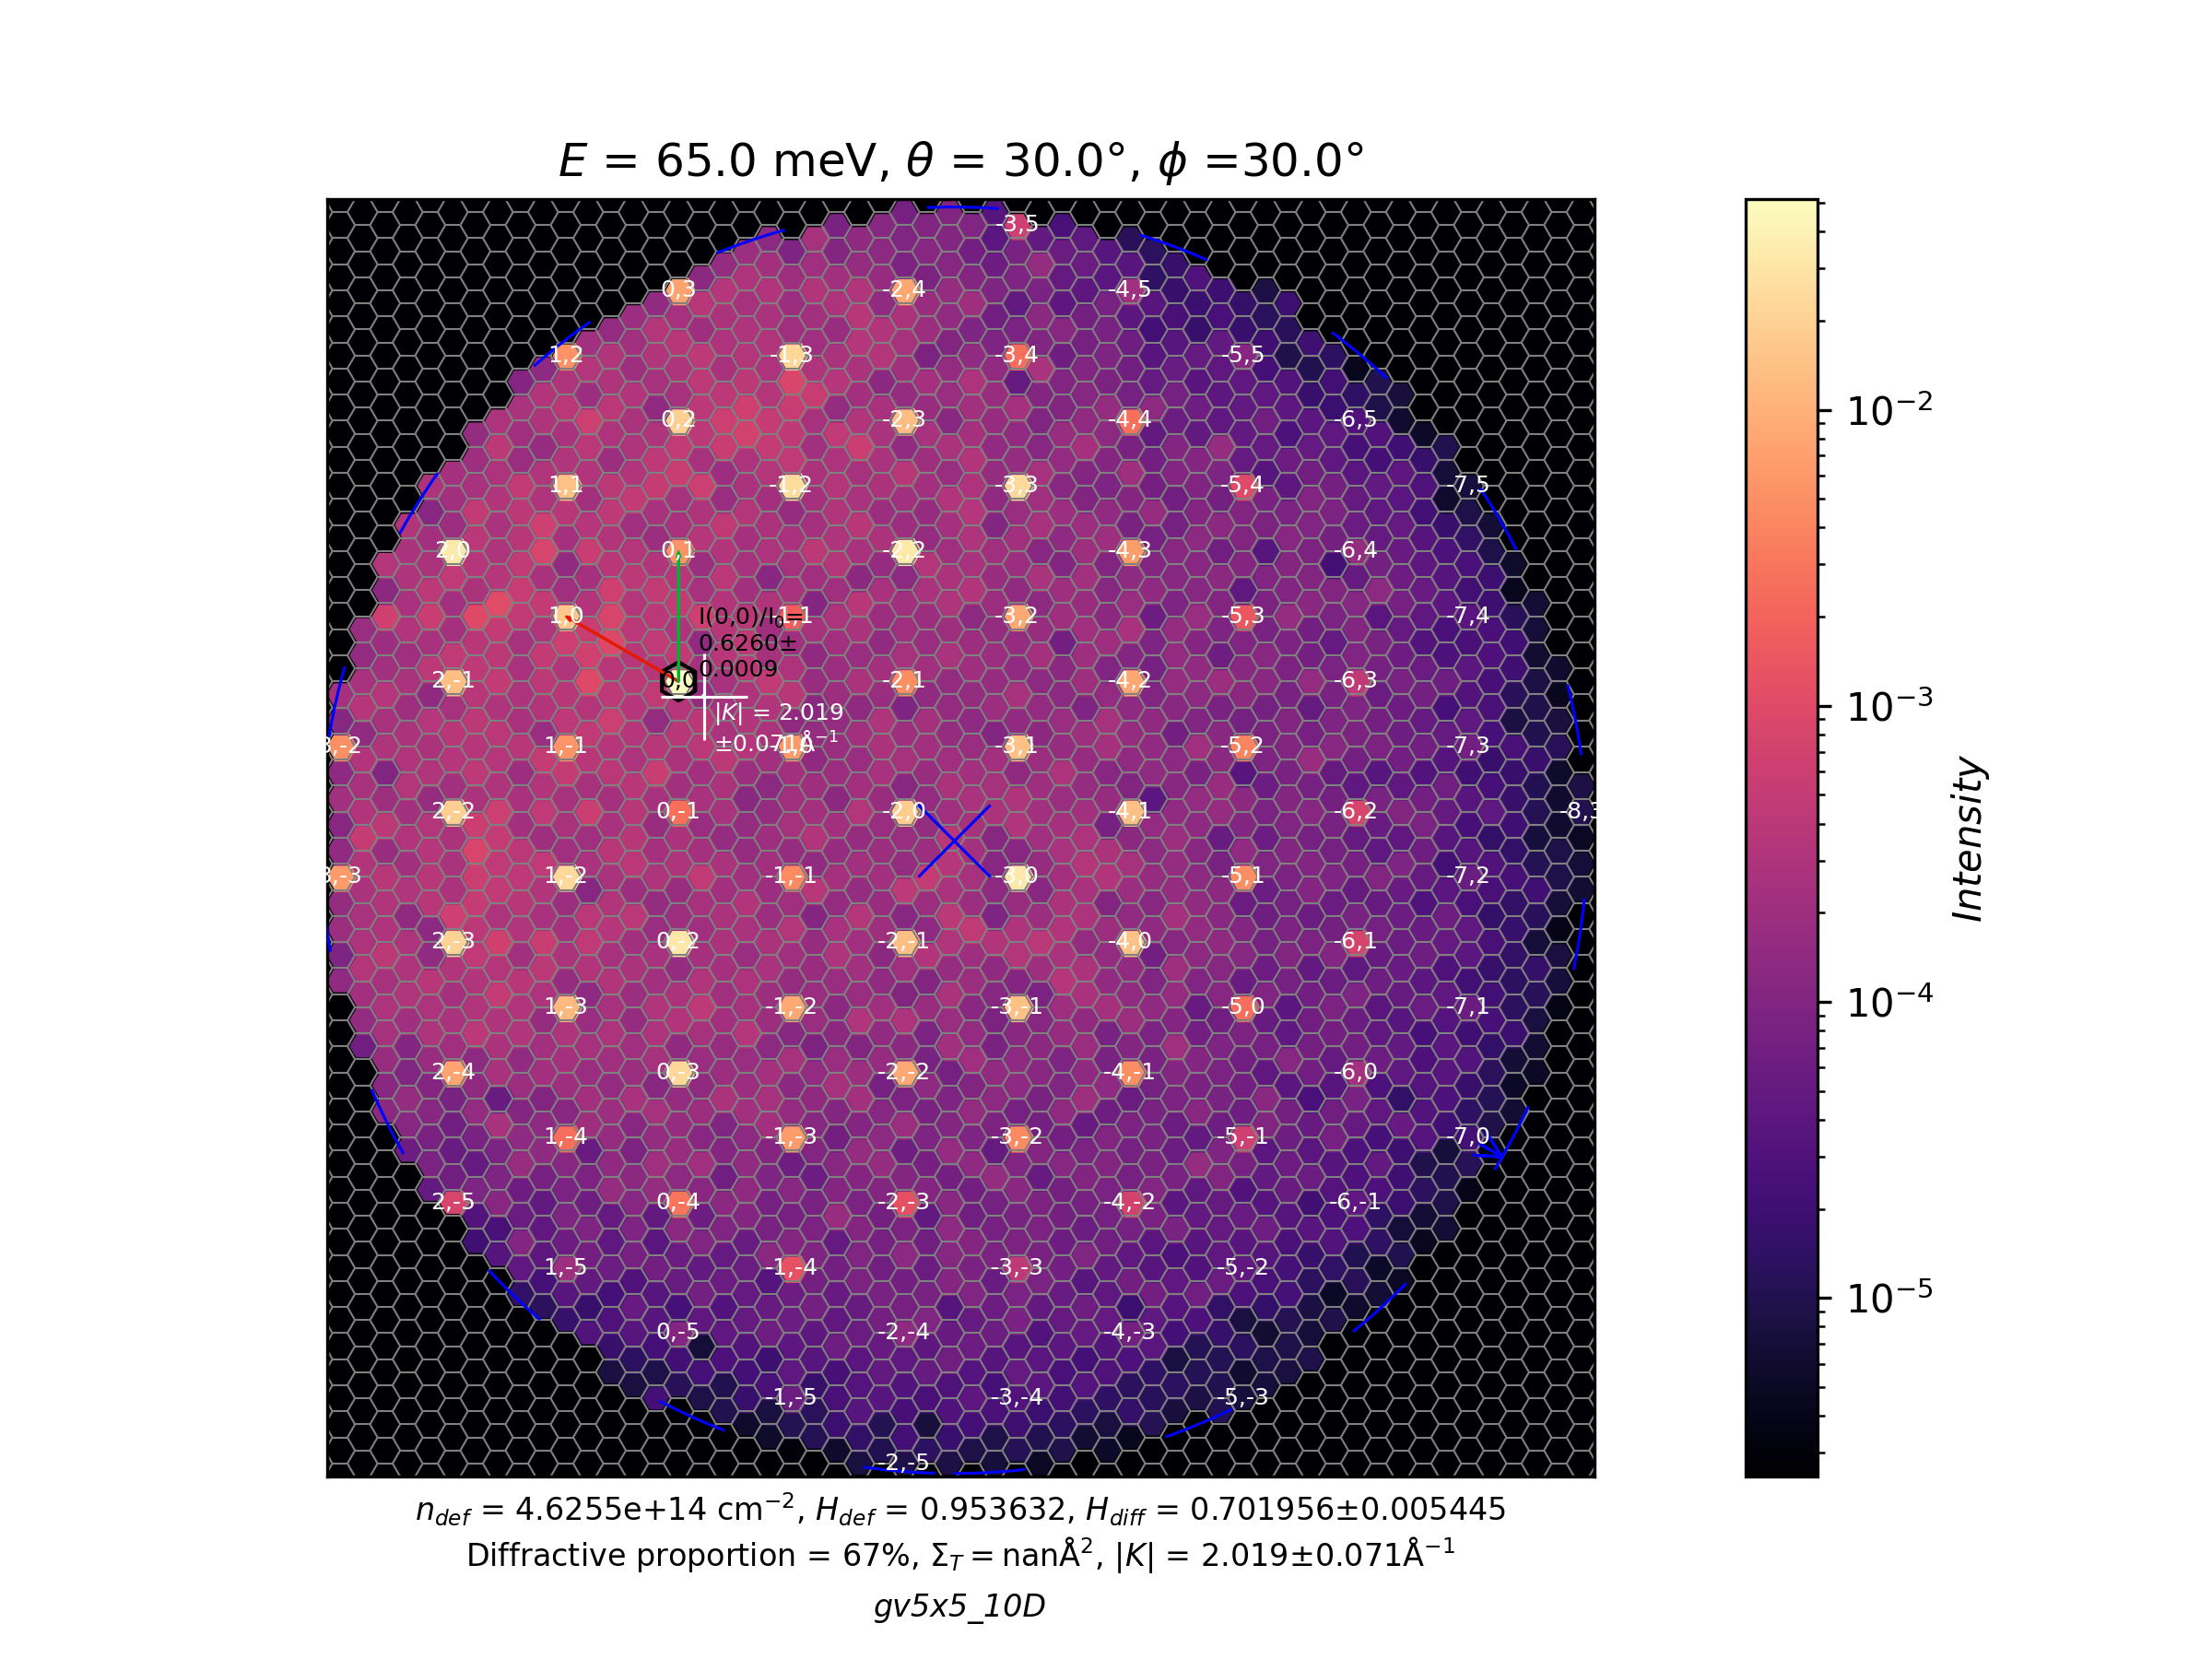 E = 65.0 meV, θ = 30.0°, ϕ =30.0°
-3,5
0,3 -2,4 -4,5
1,2 -1,3 -3,4 -5,5
0,2 -2,3 -4,4 -6,5
1,1 -1,2 -3,3 -5,4 -7,5
2,0 0,1 -2,2 -4,3 -6,4
1,0 -1,1 -3,2 -5,3 -7,4
I(0,0)/I₀=
0.6260±
0.0009
2,-1 0,0 -2,1 -4,2 -6,3
|K| = 2.019
±0.071Å⁻¹
3,-2 1,-1 -1,0 -3,1 -5,2 -7,3
2,-2 0,-1 -2,0 -4,1 -6,2 -8,3
3,-3 1,-2 -1,-1 -3,0 -5,1 -7,2
2,-3 0,-2 -2,-1 -4,0 -6,1
1,-3 -1,-2 -3,-1 -5,0 -7,1
2,-4 0,-3 -2,-2 -4,-1 -6,0
1,-4 -1,-3 -3,-2 -5,-1 -7,0
2,-5 0,-4 -2,-3 -4,-2 -6,-1
1,-5 -1,-4 -3,-3 -5,-2
0,-5 -2,-4 -4,-3
-1,-5 -3,-4 -5,-3
-2,-5
10⁻²
10⁻³
10⁻⁴
10⁻⁵
Intensity
n_def = 4.6255e+14 cm⁻², H_def = 0.953632, H_diff = 0.701956±0.005445
Diffractive proportion = 67%, Σ_T = nanÅ², |K| = 2.019±0.071Å⁻¹
gv5x5_10D